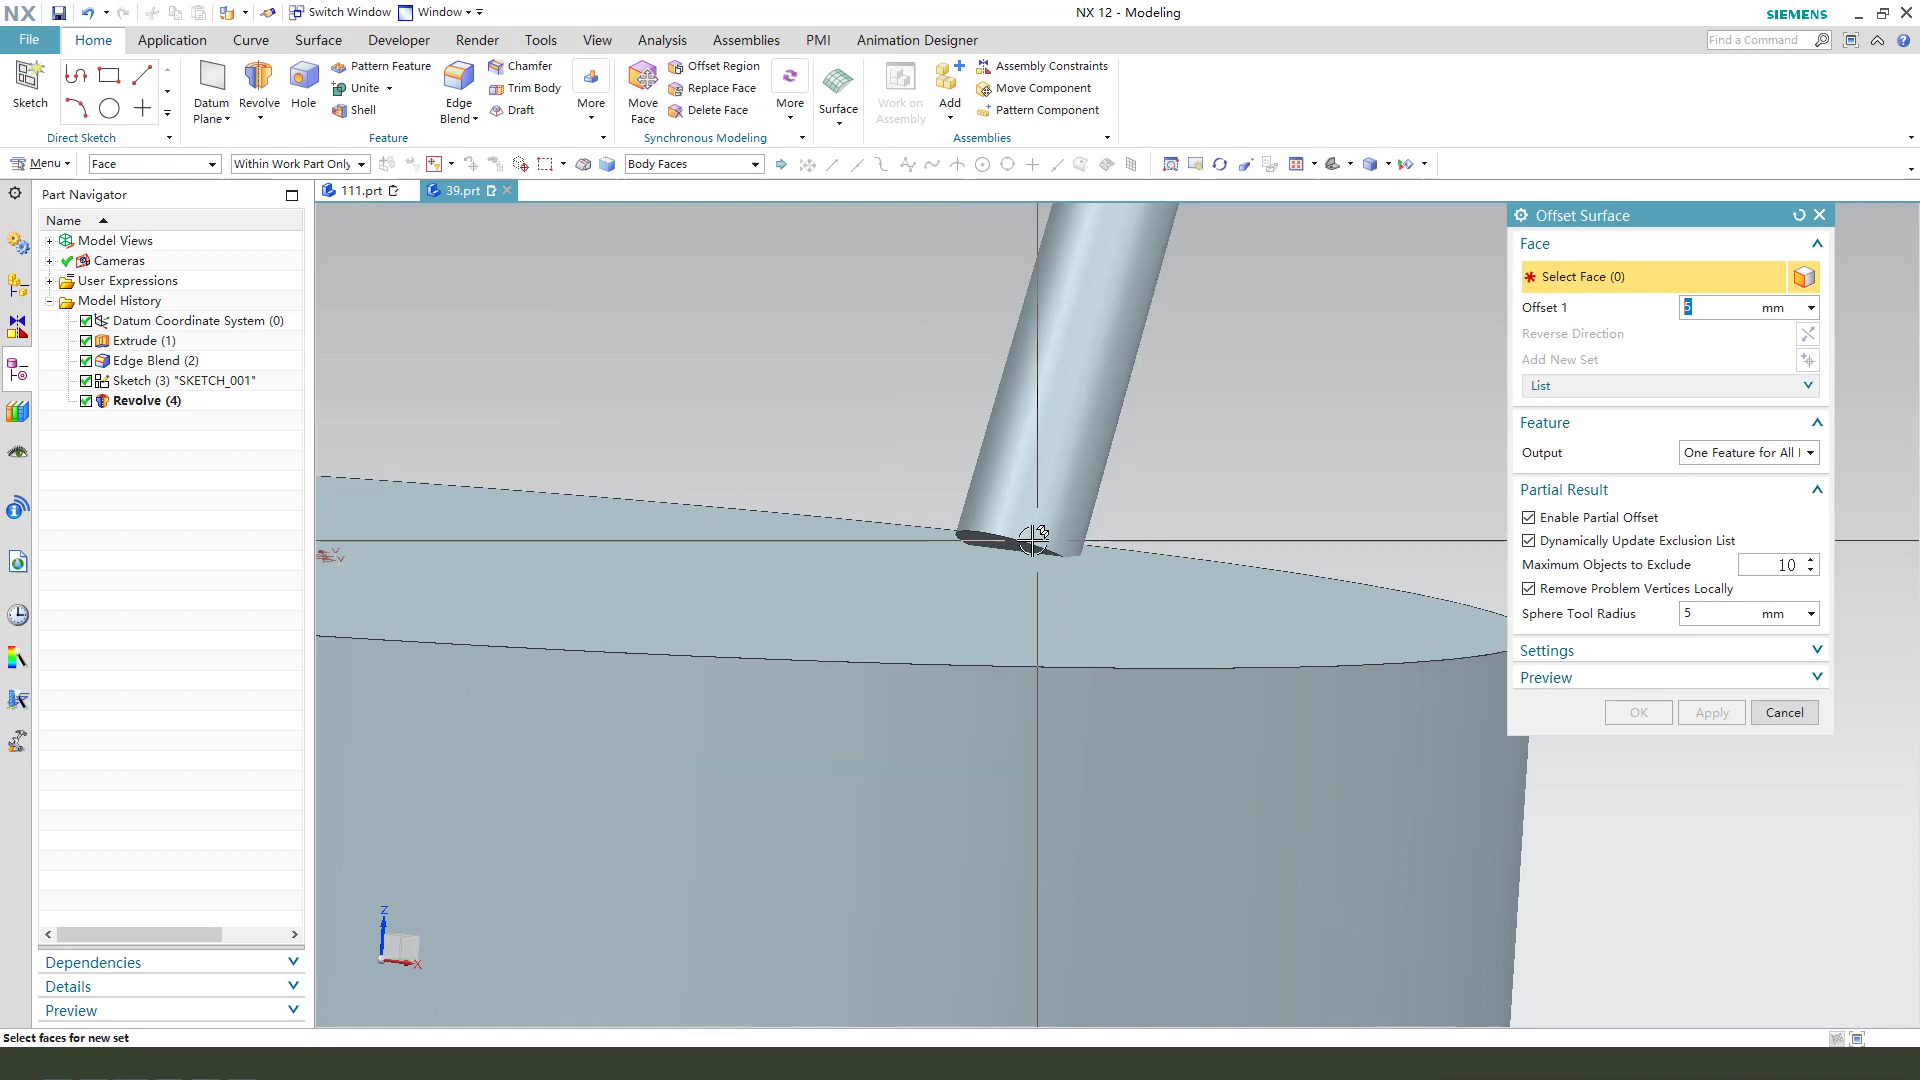 NX Switch Window Window NX 12 - Modeling SIEMENS
File Home Application Curve Surface Developer Render Tools View Analysis Assemblies PMI Animation Designer Find a Command
Sketch
Datum Plane
Revolve
Hole
Pattern Feature
Unite
Shell
Edge Blend
Chamfer
Trim Body
Draft
More
Move Face
Offset Region
Replace Face
Delete Face
More
Surface
Work on Assembly
Add
Assembly Constraints
Move Component
Pattern Component
Direct Sketch Feature Synchronous Modeling Assemblies
Menu Face Within Work Part Only Body Faces
Part Navigator
111.prt 39.prt
Name
Model Views
Cameras
User Expressions
Model History
Datum Coordinate System (0)
Extrude (1)
Edge Blend (2)
Sketch (3) "SKETCH_001"
Revolve (4)
Dependencies
Details
Preview
Z
X
Offset Surface
Face
* Select Face (0)
Offset 1 5 mm
Reverse Direction
Add New Set
List
Feature
Output One Feature for All
Partial Result
Enable Partial Offset
Dynamically Update Exclusion List
Maximum Objects to Exclude 10
Remove Problem Vertices Locally
Sphere Tool Radius 5 mm
Settings
Preview
OK Apply Cancel
Select faces for new set